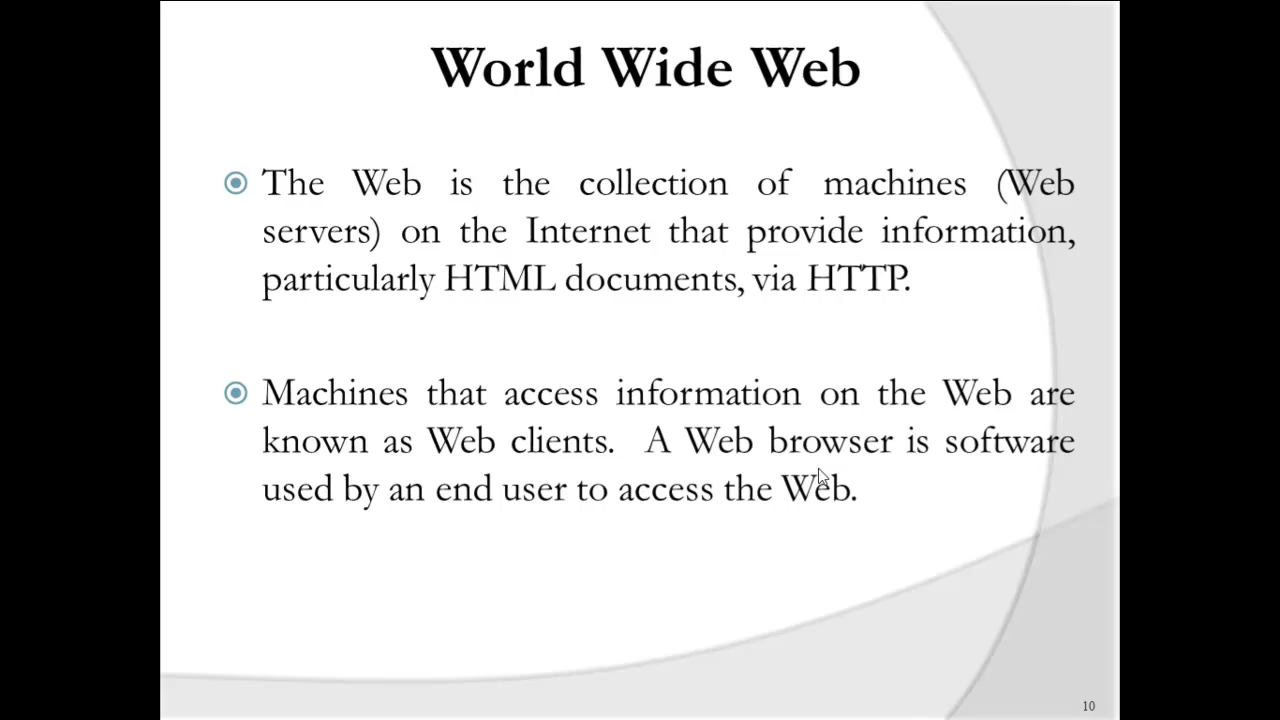 World Wide Web
The Web is the collection of machines (Web
servers) on the Internet that provide information,
particularly HTML documents, via HTTP.
Machines that access information on the Web are
known as Web clients. A Web browser is software
used by an end user to access the Web.
10